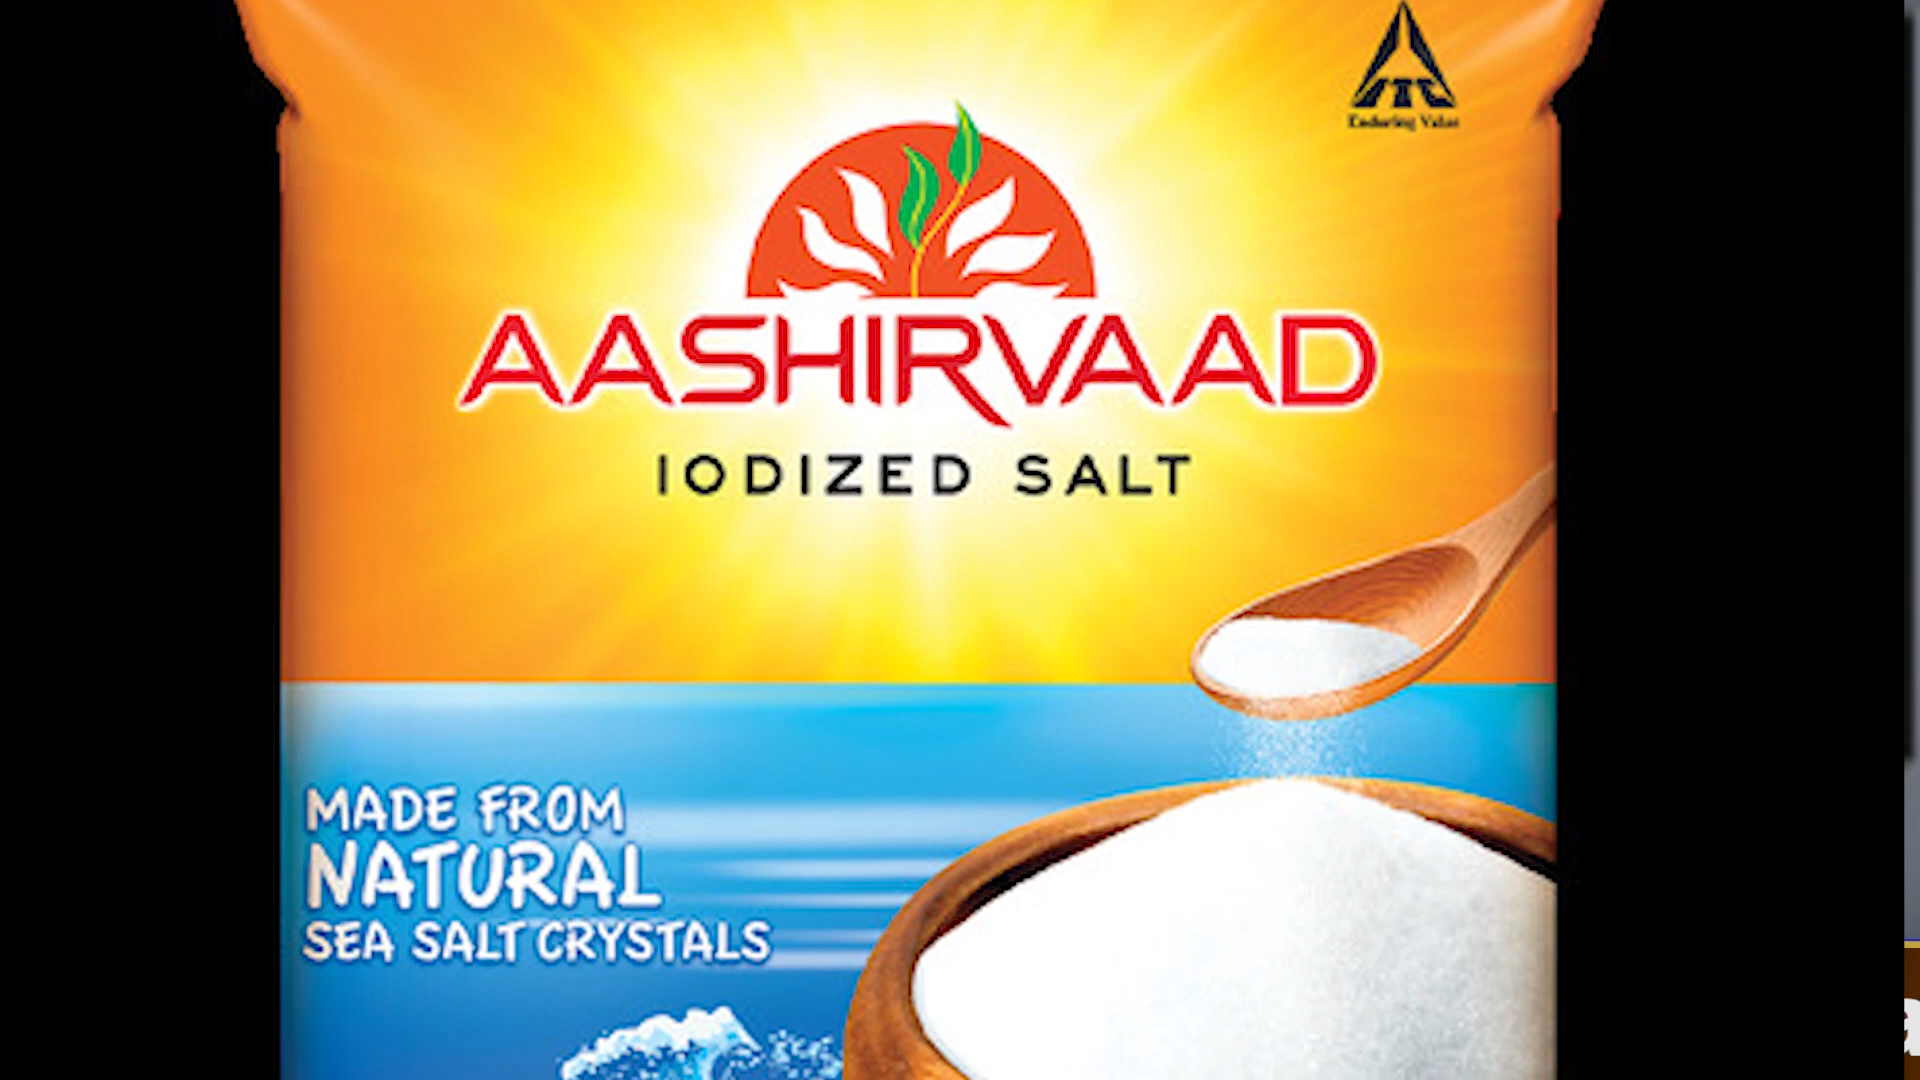 ITC
Enduring Value
AASHIRVAAD
IODIZED SALT
MADE FROM
NATURAL
SEA SALT CRYSTALS